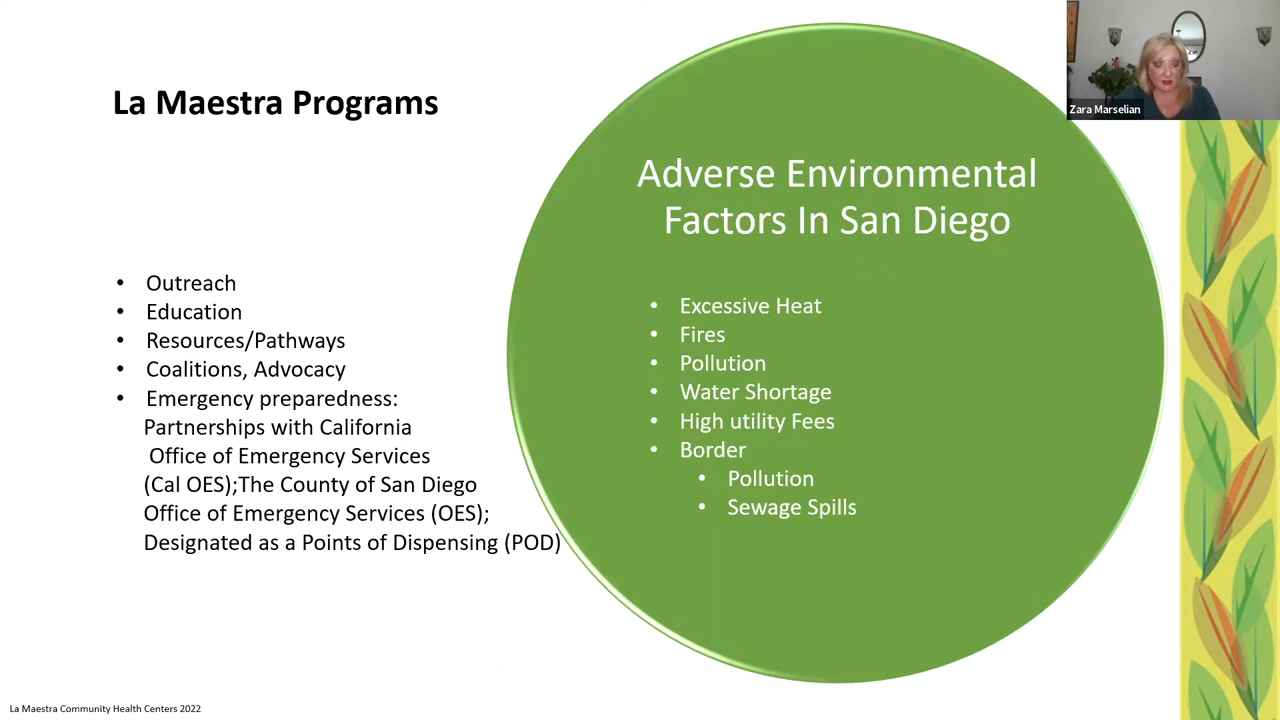 La Maestra Programs
• Outreach
• Education
• Resources/Pathways
• Coalitions, Advocacy
• Emergency preparedness:
Partnerships with California
Office of Emergency Services
(Cal OES);The County of San Diego
Office of Emergency Services (OES);
Designated as a Points of Dispensing (POD)
Adverse Environmental
Factors In San Diego
• Excessive Heat
• Fires
• Pollution
• Water Shortage
• High utility Fees
• Border
• Pollution
• Sewage Spills
Zara Marselian
La Maestra Community Health Centers 2022